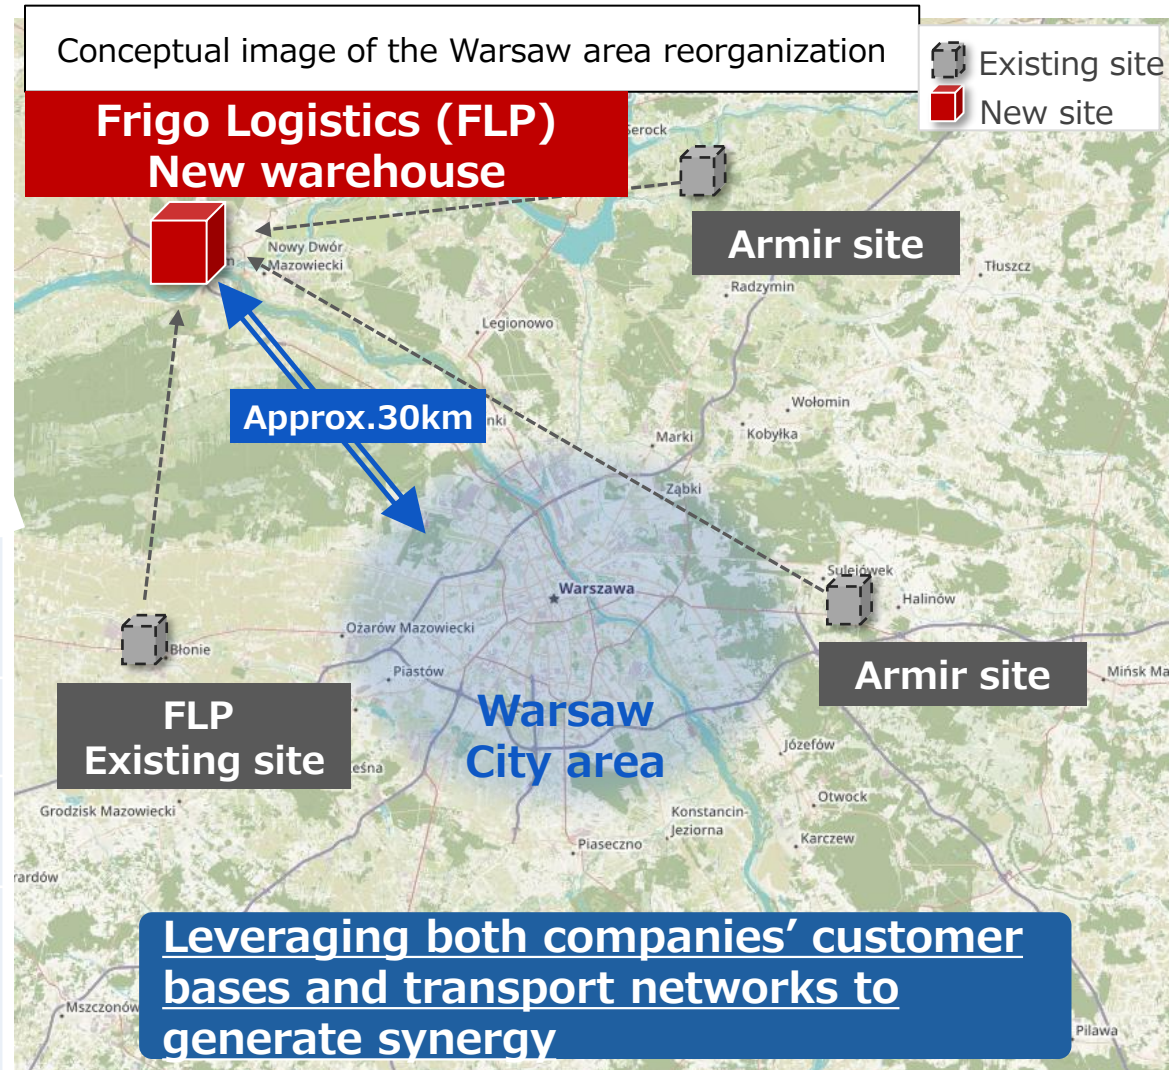 Conceptual image of the Warsaw area reorganization
Existing site
New site
Frigo Logistics (FLP)
New warehouse
Serock
Armir site
Nowy Dwór
Mazowiecki
Tłuszcz
Radzymin
Legionowo
Approx.30km
Wołomin
Marki
Kobyłka
Ząbki
Sulejówek
Warszawa
Halinów
Ożarów Mazowiecki
Błonie
Piastów
Armir site
Mińsk Ma
FLP
Existing site
Warsaw
City area
Józefów
Grodzisk Mazowiecki
Otwock
Konstancin-
Jeziorna
Karczew
Piaseczno
rardów
Leveraging both companies’ customer
bases and transport networks to
generate synergy
Mszczonów
Pilawa